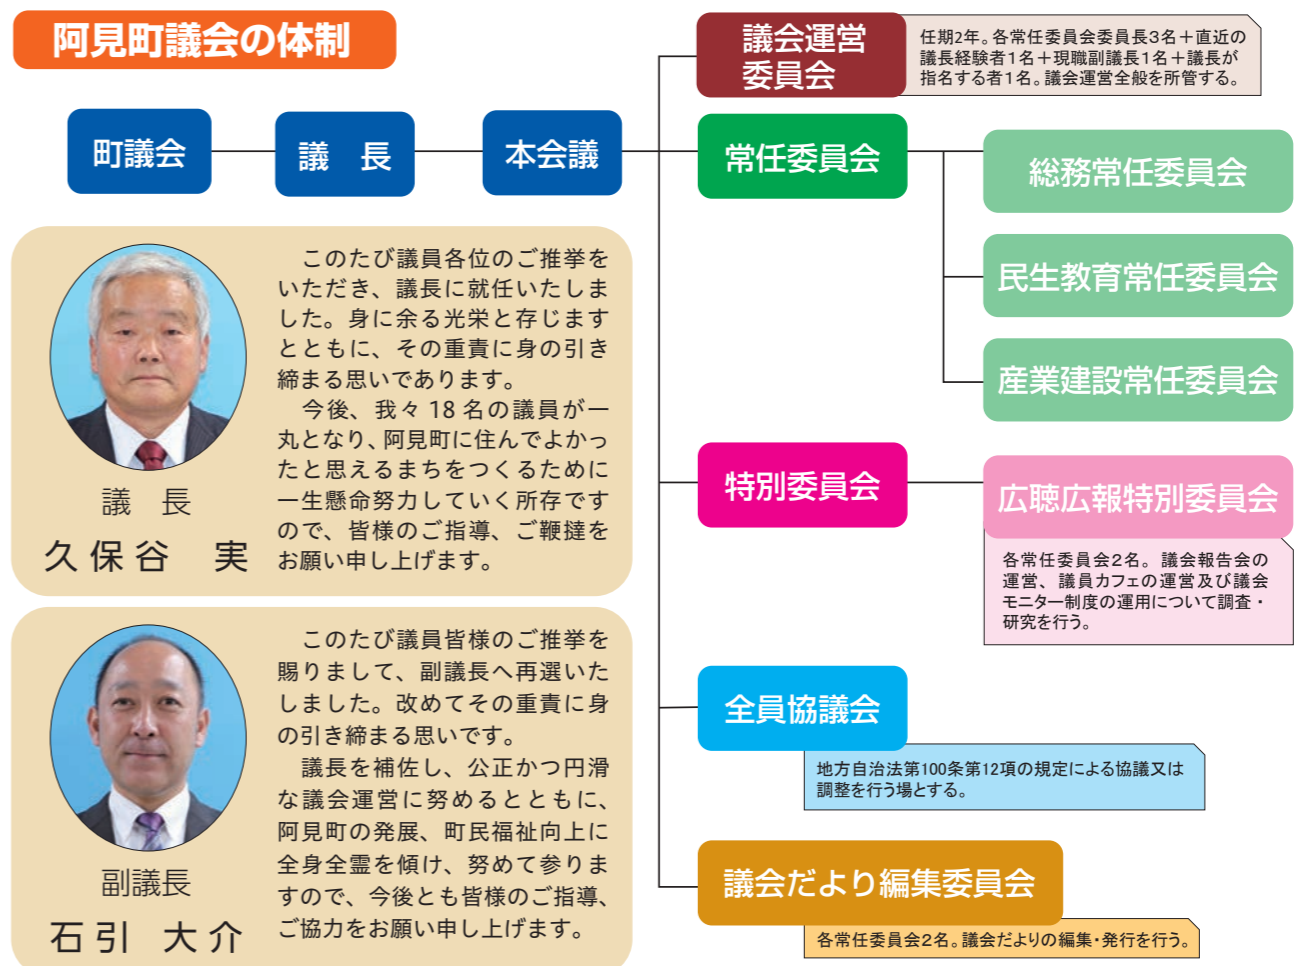 阿見町議会の体制
町議会
議　長
本会議
議会運営
委員会
任期2年。各常任委員会委員長3名＋直近の
議長経験者1名＋現職副議長1名＋議長が
指名する者1名。議会運営全般を所管する。
常任委員会
総務常任委員会
民生教育常任委員会
産業建設常任委員会
特別委員会
広聴広報特別委員会
各常任委員会2名。議会報告会の
運営、議員カフェの運営及び議会
モニター制度の運用について調査・
研究を行う。
全員協議会
地方自治法第100条第12項の規定による協議又は
調整を行う場とする。
議会だより編集委員会
各常任委員会2名。議会だよりの編集・発行を行う。
議　長
久保谷　実
　このたび議員各位のご推挙を
いただき、議長に就任いたしま
した。身に余る光栄と存じます
とともに、その重責に身の引き
締まる思いであります。
　今後、我々 18 名の議員が一
丸となり、阿見町に住んでよかっ
たと思えるまちをつくるために
一生懸命努力していく所存です
ので、皆様のご指導、ご鞭撻を
お願い申し上げます。
副議長
石引　大介
　このたび議員皆様のご推挙を
賜りまして、副議長へ再選いた
しました。改めてその重責に身
の引き締まる思いです。
　議長を補佐し、公正かつ円滑
な議会運営に努めるとともに、
阿見町の発展、町民福祉向上に
全身全霊を傾け、努めて参りま
すので、今後とも皆様のご指導、
ご協力をお願い申し上げます。